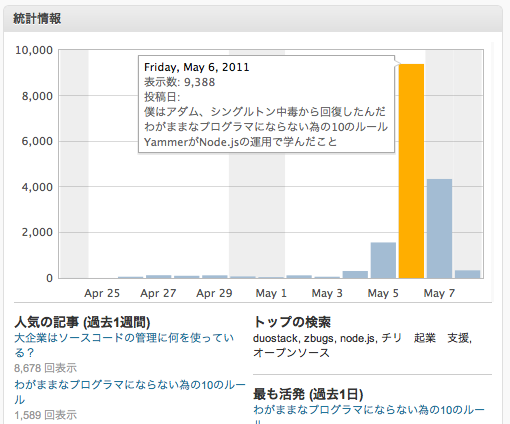 統計情報
10,000
8,000
6,000
4,000
2,000
0
Friday, May 6, 2011
表示数: 9,388
投稿日:
僕はアダム、シングルトン中毒から回復したんだ
わがままなプログラマにならない為の10のルール
YammerがNode.jsの運用で学んだこと
Apr 25
Apr 27
Apr 29
May 1
May 3
May 5
May 7
人気の記事 (過去1週間)
大企業はソースコードの管理に何を使ってい
る？
8,678 回表示
わがままなプログラマにならない為の10のルー
ル
1,589 回表示
トップの検索
duostack, zbugs, node.js, チリ　起業　支援,
オープンソース
最も活発 (過去1日)
わがままなプログラマにならない為の10のルー